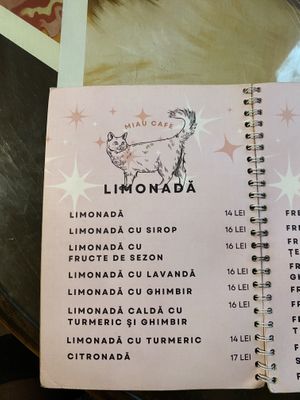 MIAU CAFE
LIMONADĂ
LIMONADĂ 14 LEI
LIMONADĂ CU SIROP 16 LEI
LIMONADĂ CU 16 LEI
FRUCTE DE SEZON
LIMONADĂ CU LAVANDĂ 16 LEI
LIMONADĂ CU GHIMBIR 16 LEI
LIMONADĂ CALDĂ CU 16 LEI
TURMERIC ȘI GHIMBIR
LIMONADĂ CU TURMERIC 14 LEI
CITRONADĂ 17 LEI